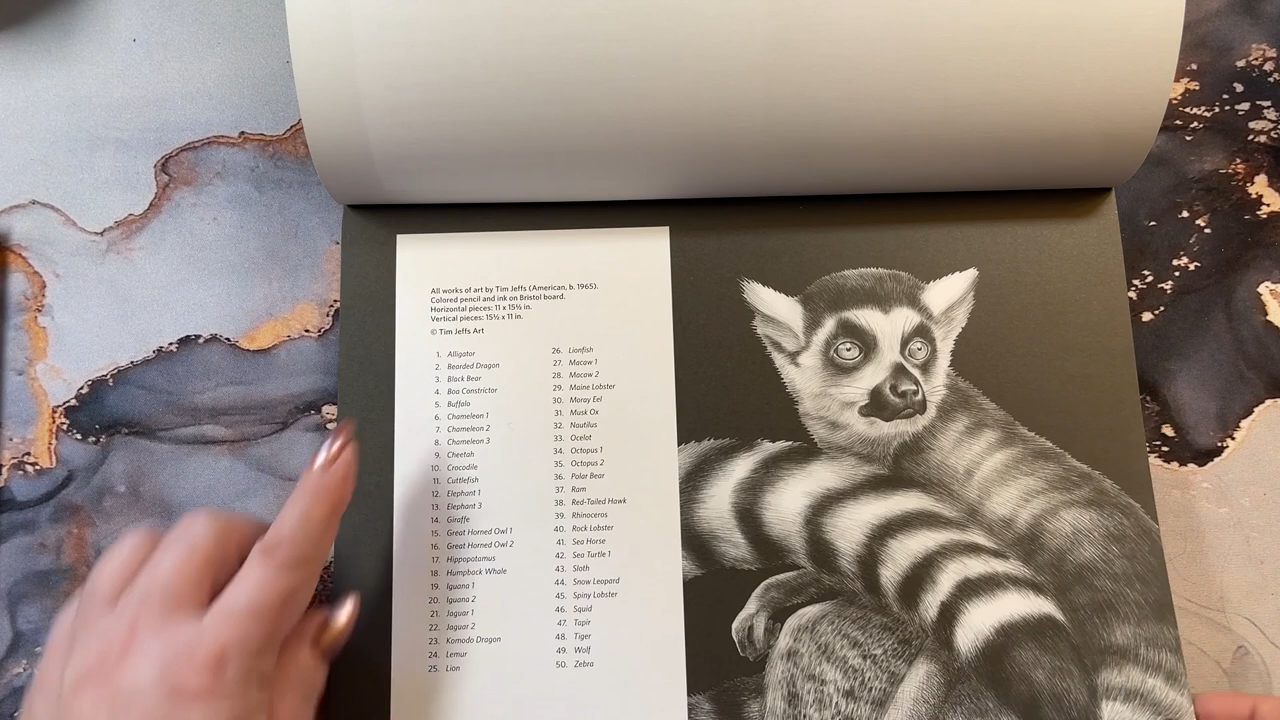 All works of art by Tim Jeffs (American, b. 1965).
Colored pencil and ink on Bristol board.
Horizontal pieces: 11 x 15½ in.
Vertical pieces: 15½ x 11 in.
© Tim Jeffs Art
1. Alligator
2. Bearded Dragon
3. Black Bear
4. Boa Constrictor
5. Buffalo
6. Chameleon 1
7. Chameleon 2
8. Chameleon 3
9. Cheetah
10. Crocodile
11. Cuttlefish
12. Elephant 1
13. Elephant 3
14. Giraffe
15. Great Horned Owl 1
16. Great Horned Owl 2
17. Hippopotamus
18. Humpback Whale
19. Iguana 1
20. Iguana 2
21. Jaguar 1
22. Jaguar 2
23. Komodo Dragon
24. Lemur
25. Lion
26. Lionfish
27. Macaw 1
28. Macaw 2
29. Maine Lobster
30. Moray Eel
31. Musk Ox
32. Nautilus
33. Ocelot
34. Octopus 1
35. Octopus 2
36. Polar Bear
37. Ram
38. Red-Tailed Hawk
39. Rhinoceros
40. Rock Lobster
41. Sea Horse
42. Sea Turtle 1
43. Sloth
44. Snow Leopard
45. Spiny Lobster
46. Squid
47. Tapir
48. Tiger
49. Wolf
50. Zebra